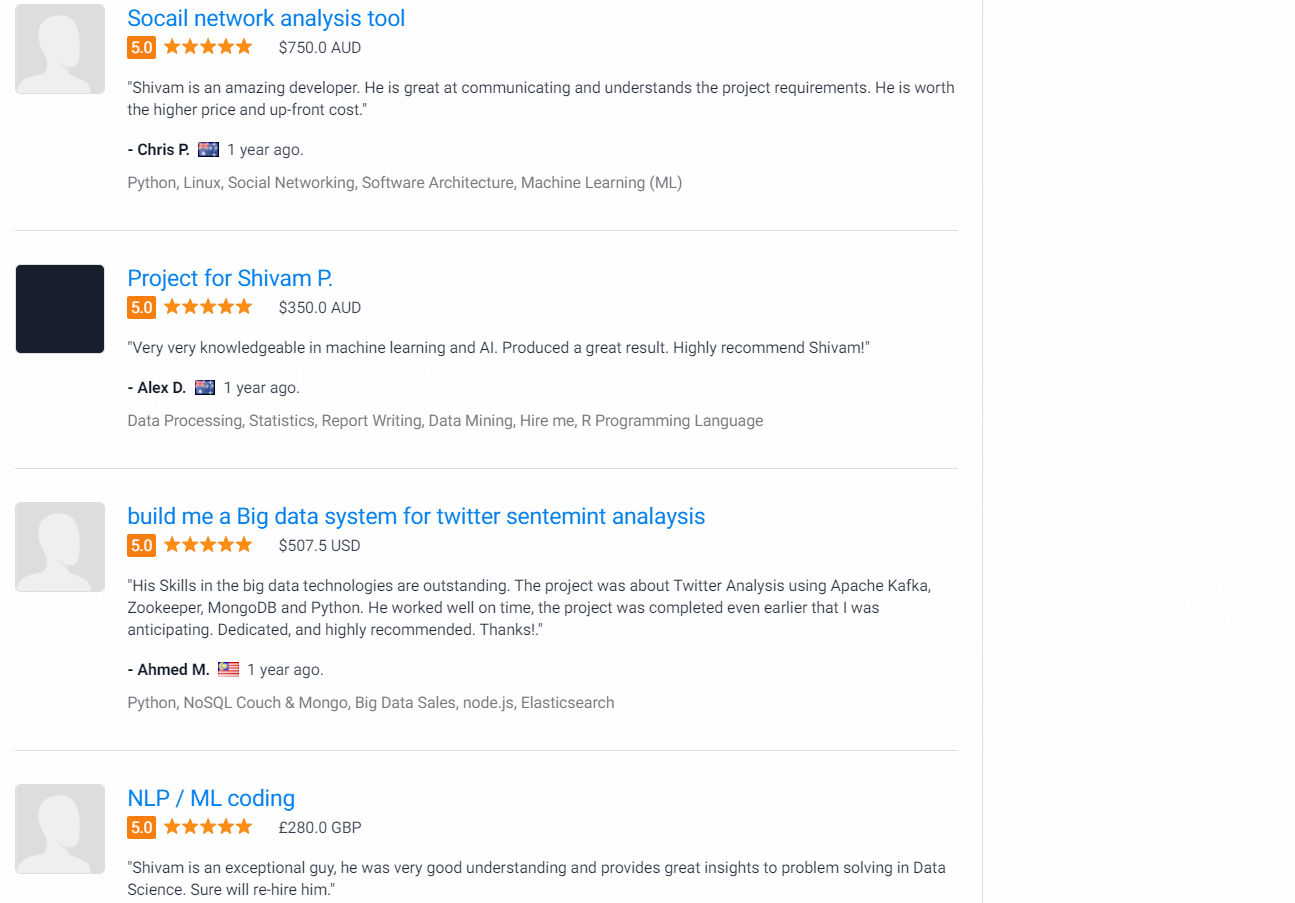 Socail network analysis tool
5.0 $750.0 AUD
"Shivam is an amazing developer. He is great at communicating and understands the project requirements. He is worth
the higher price and up-front cost."
- Chris P. 1 year ago.
Python, Linux, Social Networking, Software Architecture, Machine Learning (ML)
Project for Shivam P.
5.0 $350.0 AUD
"Very very knowledgeable in machine learning and AI. Produced a great result. Highly recommend Shivam!"
- Alex D. 1 year ago.
Data Processing, Statistics, Report Writing, Data Mining, Hire me, R Programming Language
build me a Big data system for twitter sentemint analaysis
5.0 $507.5 USD
"His Skills in the big data technologies are outstanding. The project was about Twitter Analysis using Apache Kafka,
Zookeeper, MongoDB and Python. He worked well on time, the project was completed even earlier that I was
anticipating. Dedicated, and highly recommended. Thanks!."
- Ahmed M. 1 year ago.
Python, NoSQL Couch & Mongo, Big Data Sales, node.js, Elasticsearch
NLP / ML coding
5.0 £280.0 GBP
"Shivam is an exceptional guy, he was very good understanding and provides great insights to problem solving in Data
Science. Sure will re-hire him."